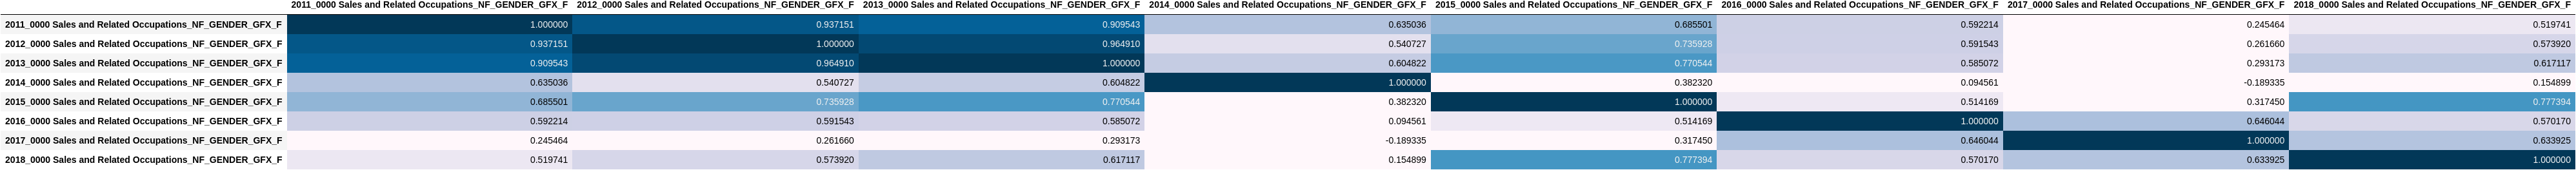 2011_0000 Sales and Related Occupations_NF_GENDER_GFX_F 2012_0000 Sales and Related Occupations_NF_GENDER_GFX_F 2013_0000 Sales and Related Occupations_NF_GENDER_GFX_F 2014_0000 Sales and Related Occupations_NF_GENDER_GFX_F 2015_0000 Sales and Related Occupations_NF_GENDER_GFX_F 2016_0000 Sales and Related Occupations_NF_GENDER_GFX_F 2017_0000 Sales and Related Occupations_NF_GENDER_GFX_F 2018_0000 Sales and Related Occupations_NF_GENDER_GFX_F
2011_0000 Sales and Related Occupations_NF_GENDER_GFX_F 1.000000 0.937151 0.909543 0.635036 0.685501 0.592214 0.245464 0.519741
2012_0000 Sales and Related Occupations_NF_GENDER_GFX_F 0.937151 1.000000 0.964910 0.540727 0.735928 0.591543 0.261660 0.573920
2013_0000 Sales and Related Occupations_NF_GENDER_GFX_F 0.909543 0.964910 1.000000 0.604822 0.770544 0.585072 0.293173 0.617117
2014_0000 Sales and Related Occupations_NF_GENDER_GFX_F 0.635036 0.540727 0.604822 1.000000 0.382320 0.094561 -0.189335 0.154899
2015_0000 Sales and Related Occupations_NF_GENDER_GFX_F 0.685501 0.735928 0.770544 0.382320 1.000000 0.514169 0.317450 0.777394
2016_0000 Sales and Related Occupations_NF_GENDER_GFX_F 0.592214 0.591543 0.585072 0.094561 0.514169 1.000000 0.646044 0.570170
2017_0000 Sales and Related Occupations_NF_GENDER_GFX_F 0.245464 0.261660 0.293173 -0.189335 0.317450 0.646044 1.000000 0.633925
2018_0000 Sales and Related Occupations_NF_GENDER_GFX_F 0.519741 0.573920 0.617117 0.154899 0.777394 0.570170 0.633925 1.000000